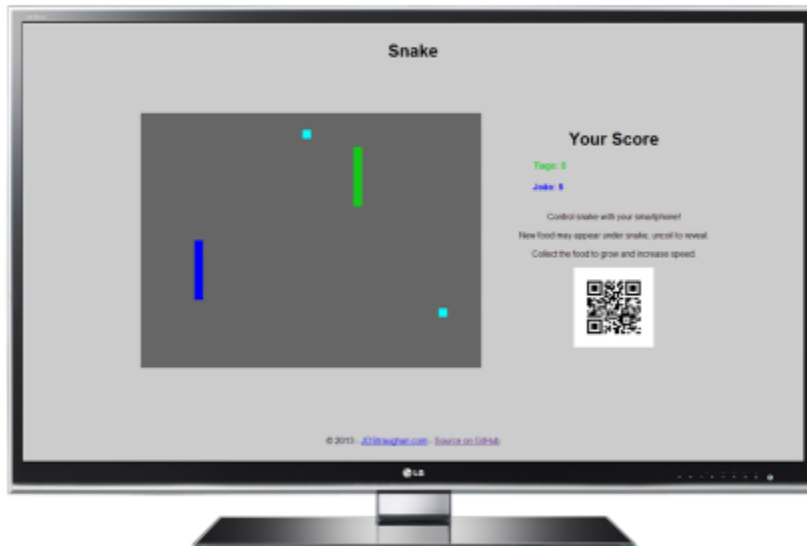 Snake
Your Score
Tiago: 6
Jake: 8
Control snake with your smartphone!
New food may appear under snake, uncoil to reveal.
Collect the food to grow and increase speed.
© 2013 - JDStraughan.com - Source on GitHub
LG